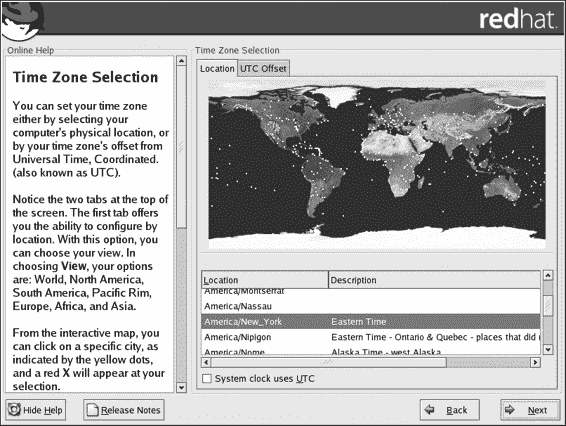 redhat.
Online Help
Time Zone Selection
You can set your time zone
either by selecting your
computer's physical location, or
by your time zone's offset from
Universal Time, Coordinated.
(also known as UTC).
Notice the two tabs at the top of
the screen. The first tab offers
you the ability to configure by
location. With this option, you
can choose your view. In
choosing View, your options
are: World, North America,
South America, Pacific Rim,
Europe, Africa, and Asia.
From the interactive map, you
can click on a specific city, as
indicated by the yellow dots,
and a red X will appear at your
selection.
Time Zone Selection
Location UTC Offset
Location Description
America/Montserrat
America/Nassau
America/New_York Eastern Time
America/Nipigon Eastern Time - Ontario & Quebec - places that did
America/Nome Alaska Time - west Alaska
System clock uses UTC
Hide Help Release Notes Back Next